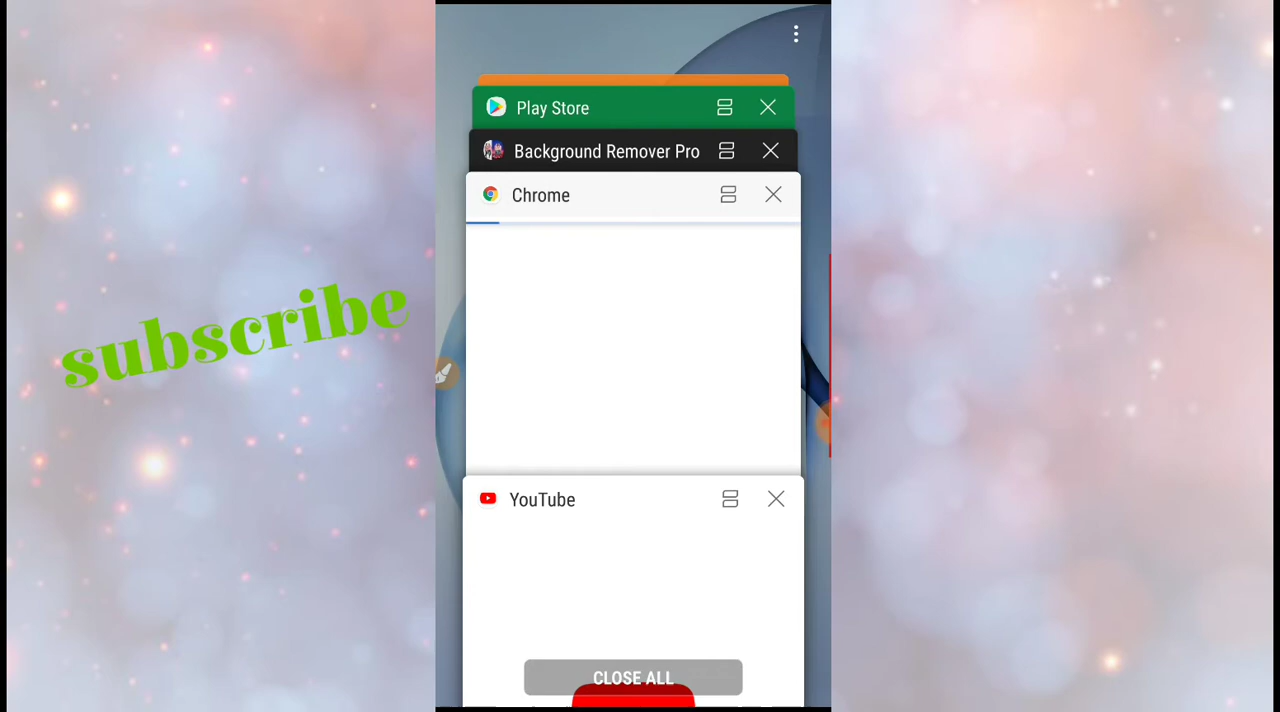 Play Store
Background Remover Pro
Chrome
subscribe
YouTube
CLOSE ALL